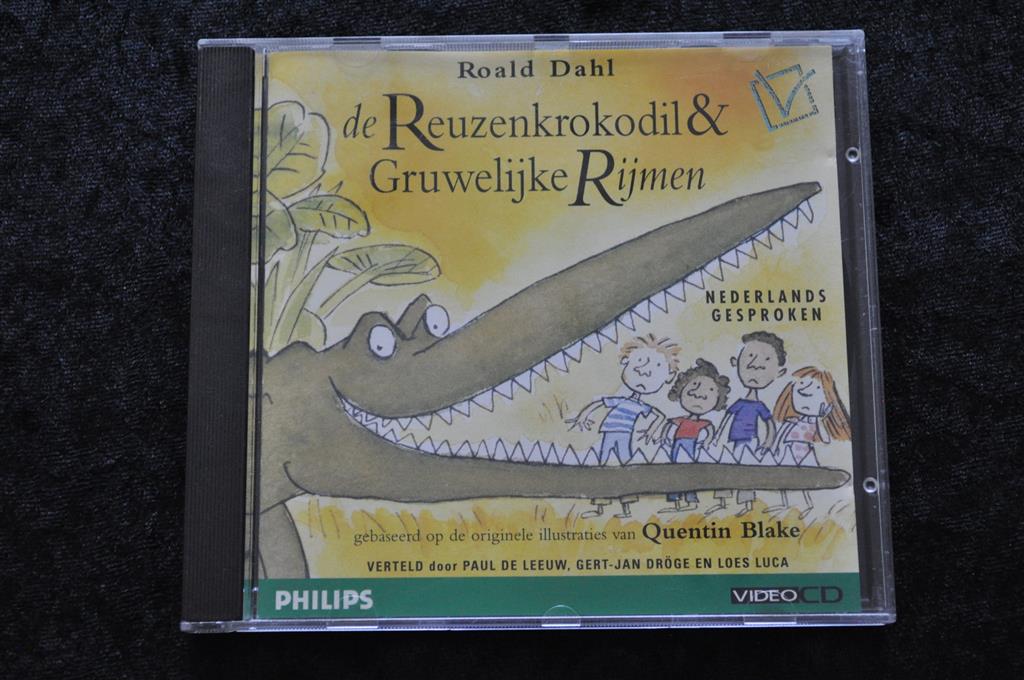 Roald Dahl
de Reuzenkrokodil &
Gruwelijke Rijmen
NEDERLANDS
GESPROKEN
gebaseerd op de originele illustraties van Quentin Blake
VERTELD door PAUL DE LEEUW, GERT-JAN DRÖGE EN LOES LUCA
PHILIPS
VIDEO CD